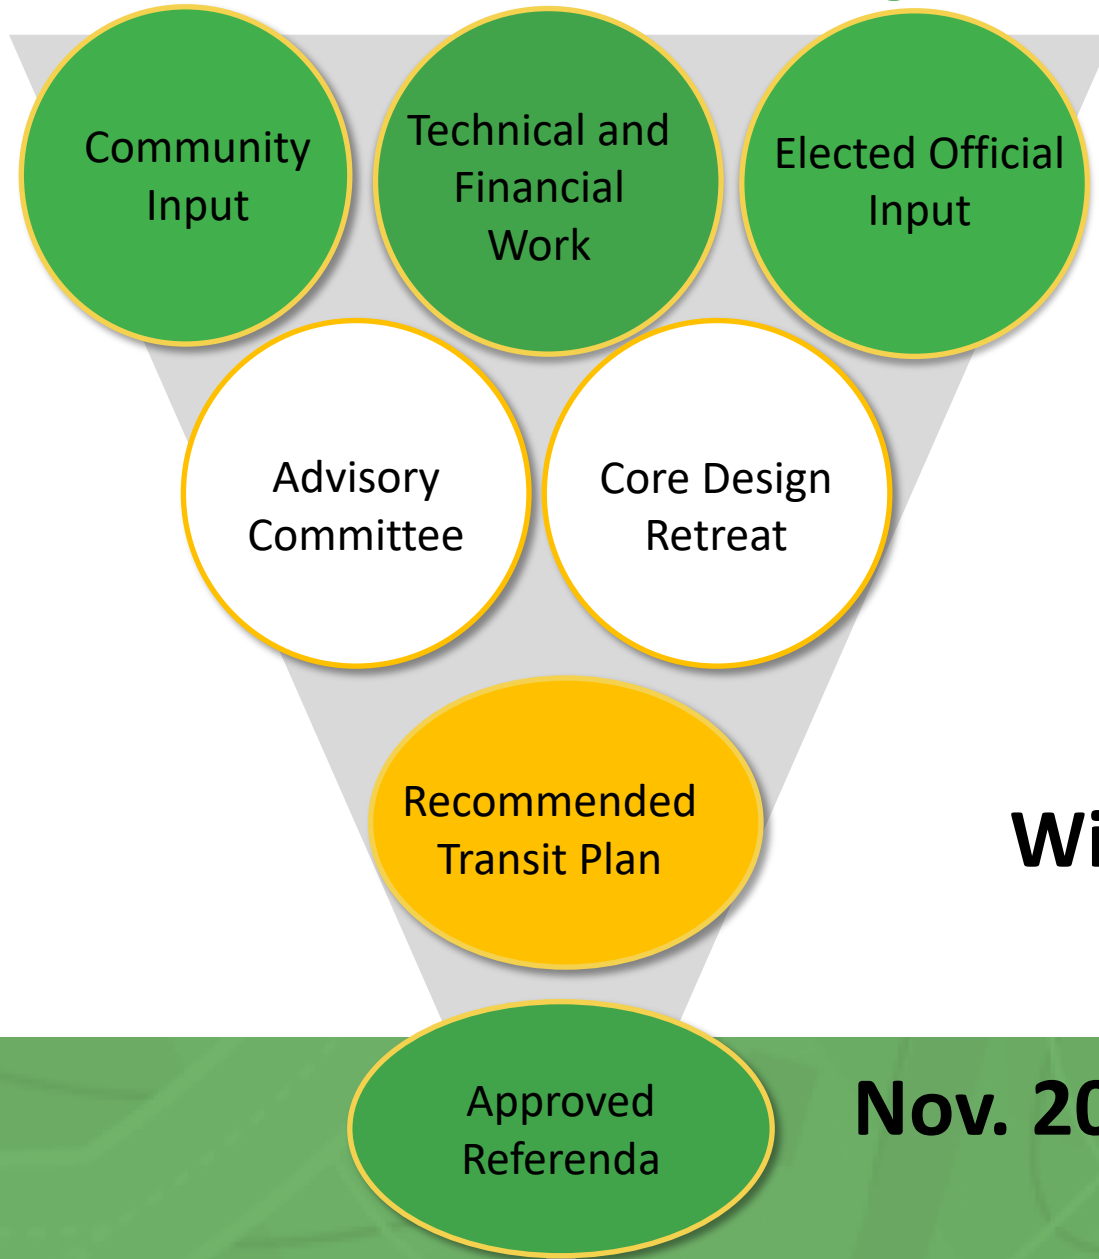 Community
Input
Technical and
Financial
Work
Elected Official
Input
Advisory
Committee
Core Design
Retreat
Recommended
Transit Plan
Approved
Referenda
Nov.